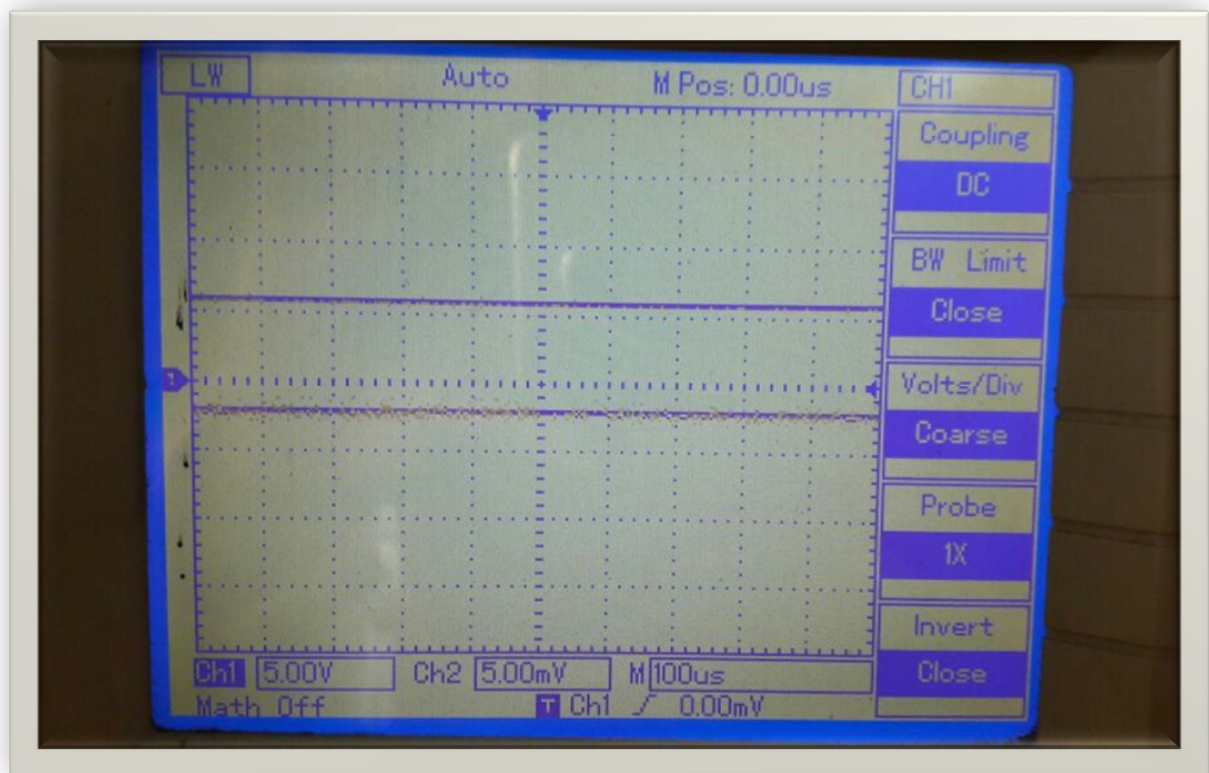 LW Auto M Pos: 0.00us CH1
Coupling
DC
BW Limit
Close
1
Volts/Div
Coarse
Probe
1X
Invert
Close
Ch1 5.00V Ch2 5.00mV M 100us
Math Off T Ch1 0.00mV